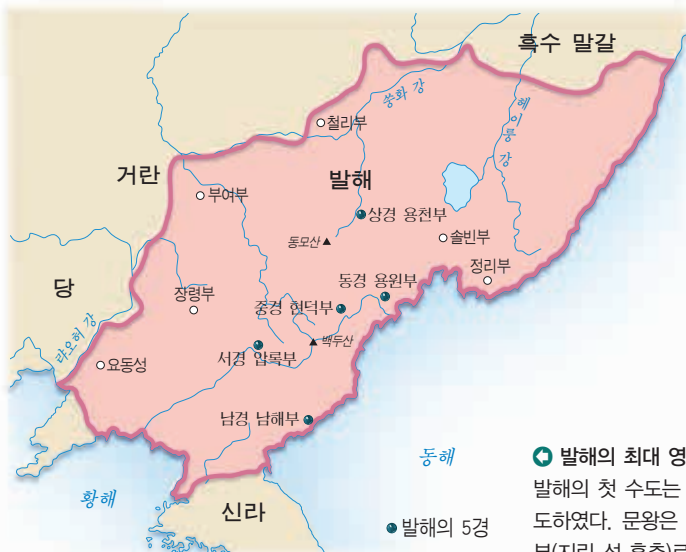 흑수 말갈
쑹화 강
헤이룽 강
철리부
거란
발해
부여부
상경 용천부
솔빈부
동모산
정리부
당
동경 용원부
장령부
중경 현덕부
랴오허 강
백두산
서경 압록부
요동성
남경 남해부
동해
황해
신라
발해의 5경
발해의 최대 영
발해의 첫 수도는
도하였다. 문왕은